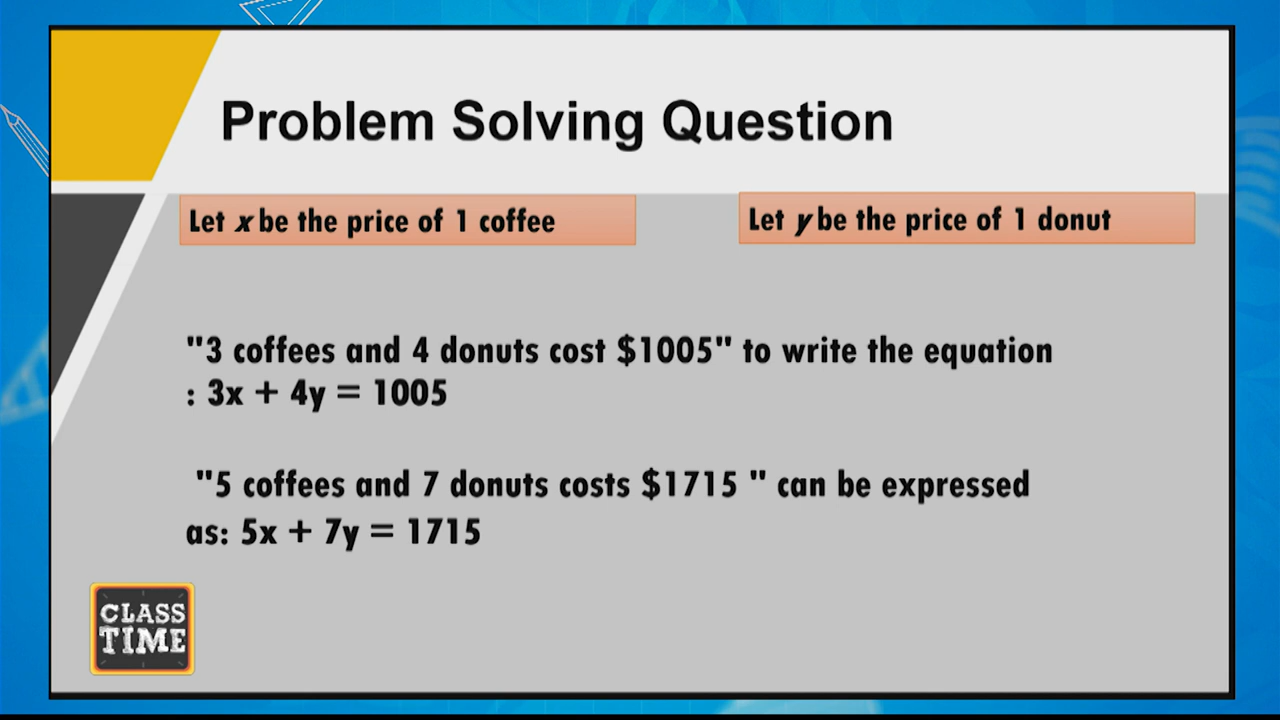 Problem Solving Question
Let x be the price of 1 coffee
Let y be the price of 1 donut
"3 coffees and 4 donuts cost $1005" to write the equation
: 3x + 4y = 1005
"5 coffees and 7 donuts costs $1715 " can be expressed
as: 5x + 7y = 1715
CLASS
TIME